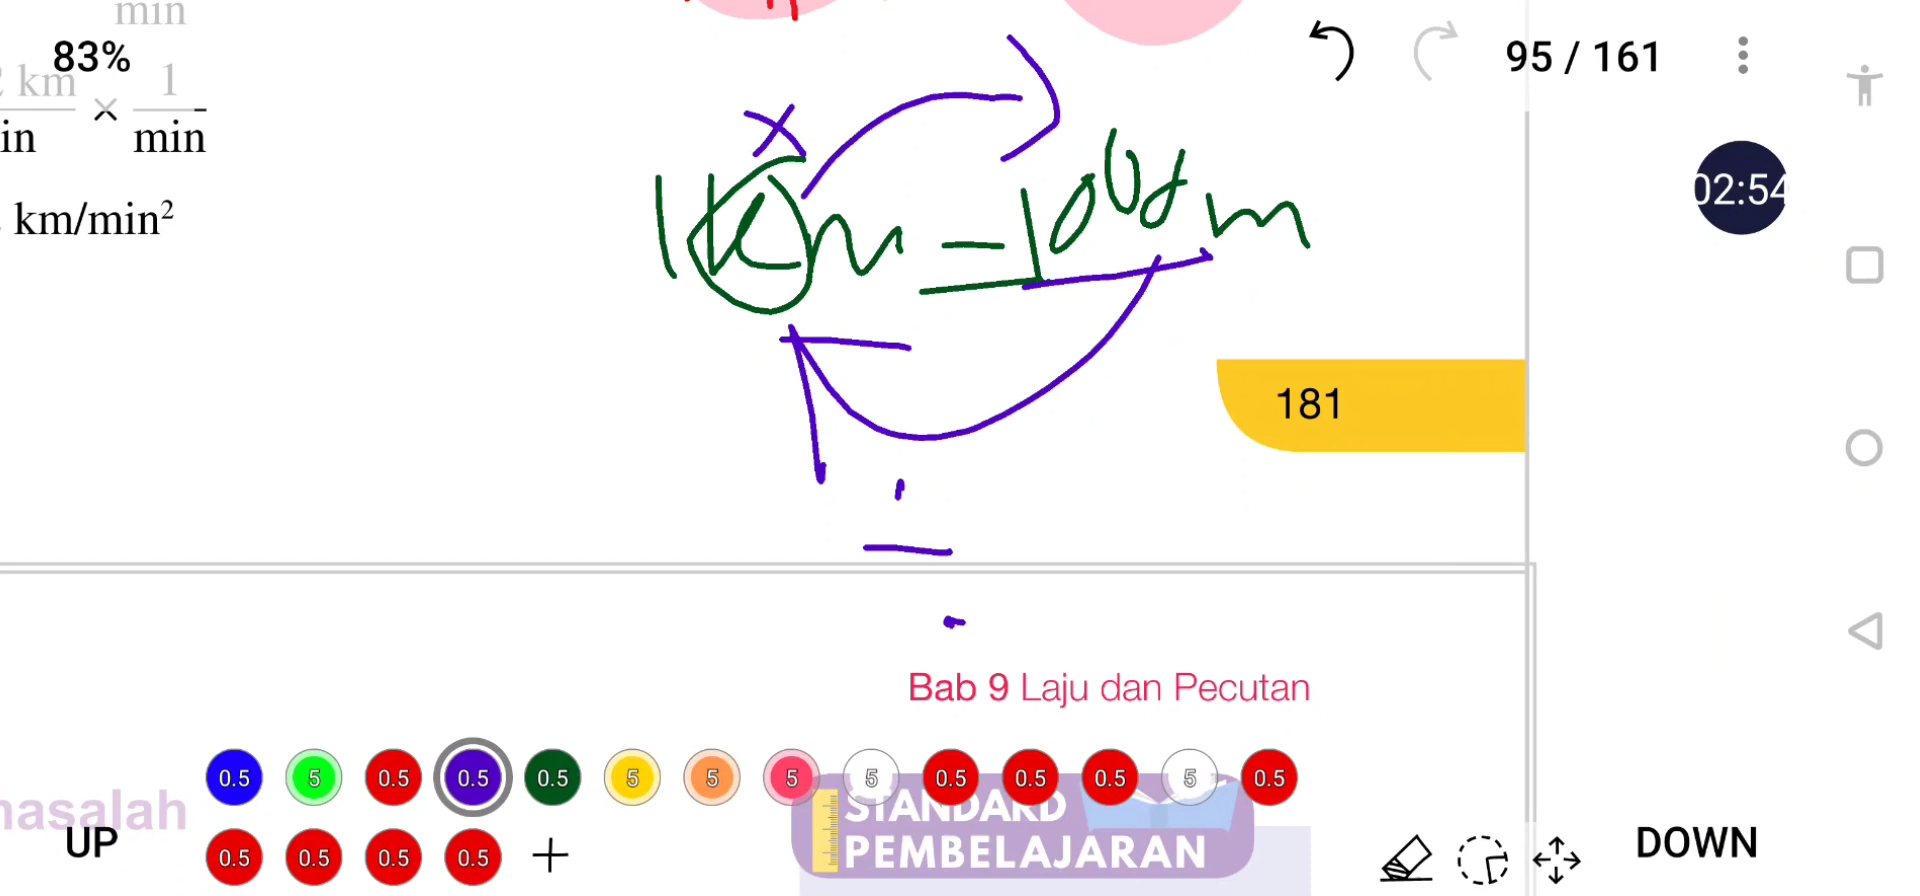 min
83%
km × 1
in min
km/min²
95 / 161
02:54
×
1km = 1000 m
÷
181
Bab 9 Laju dan Pecutan
0.5 5 0.5 0.5 0.5 5 5 5 5 0.5 0.5 0.5 5 0.5
masalah
UP
0.5 0.5 0.5 0.5 +
STANDARD
PEMBELAJARAN
DOWN